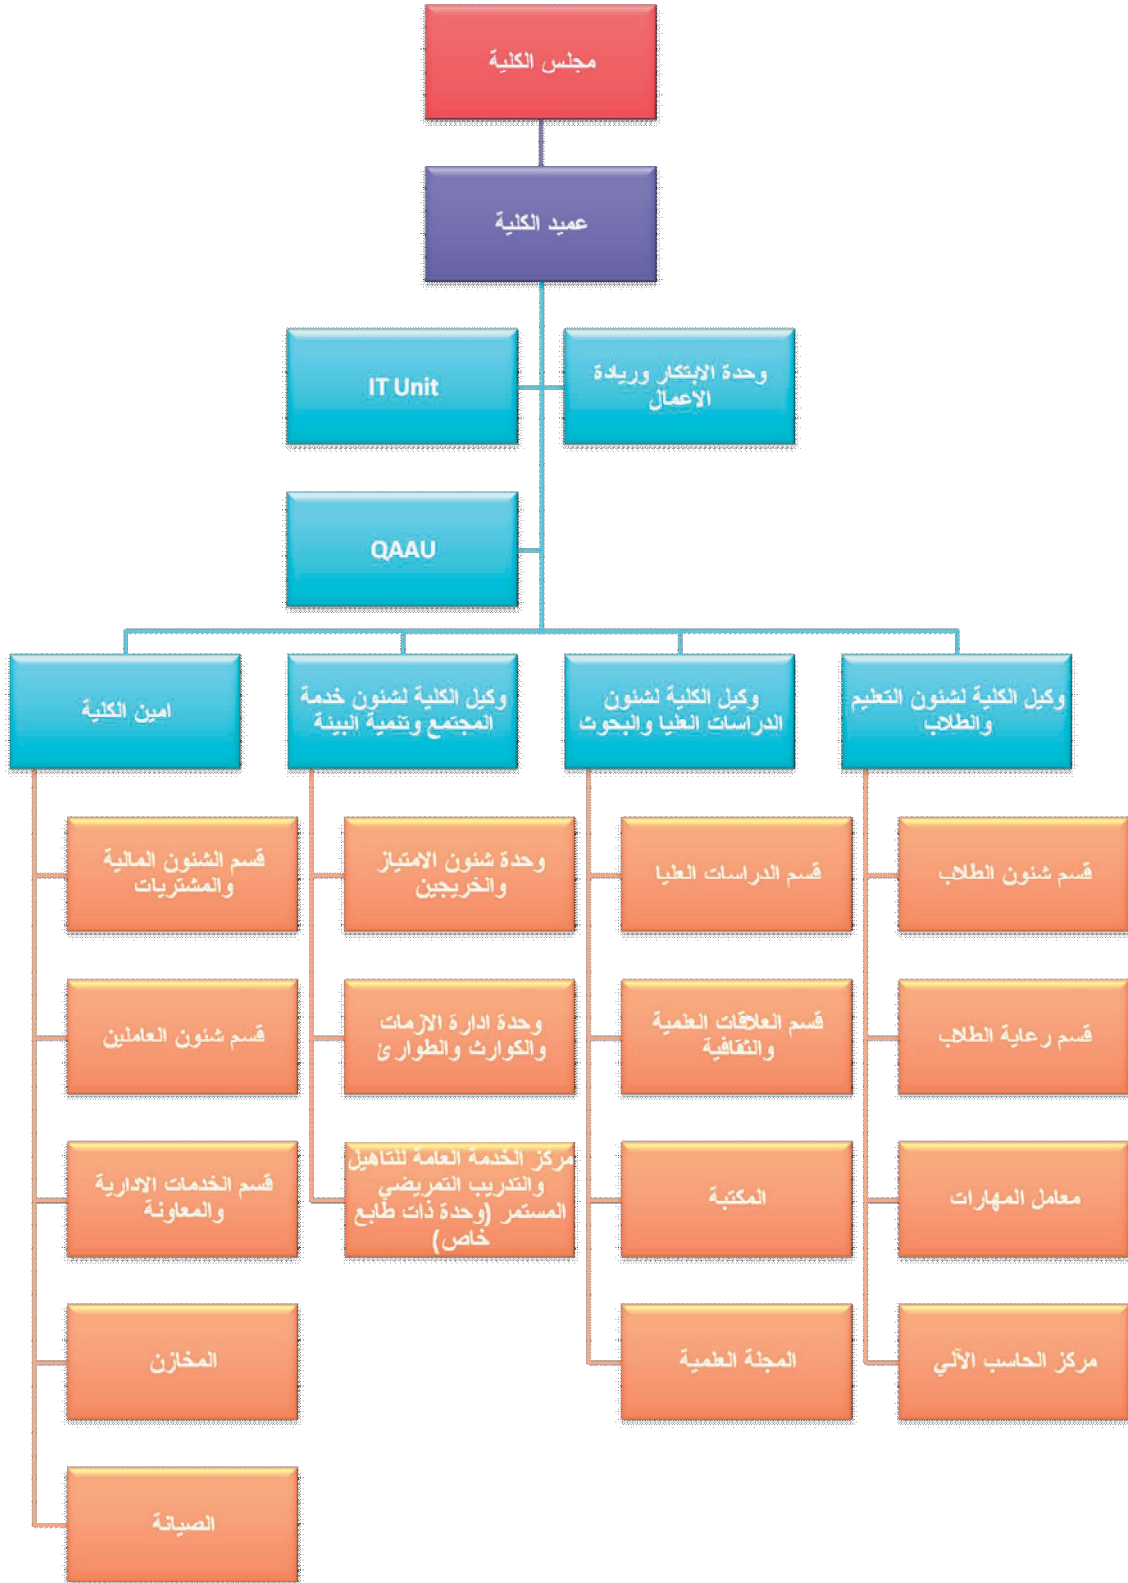 مجلس الكلية
عميد الكلية
وحدة الابتكار وريادة
الاعمال
IT Unit
QAAU
وكيل الكلية لشئون التعليم
والطلاب
وكيل الكلية لشئون
الدراسات العليا والبحوث
وكيل الكلية لشئون خدمة
المجتمع وتنمية البيئة
امين الكلية
قسم شئون الطلاب
قسم رعاية الطلاب
معامل المهارات
مركز الحاسب الآلي
قسم الدراسات العليا
قسم العلاقات العلمية
والثقافية
المكتبة
المجلة العلمية
وحدة شئون الامتياز
والخريجين
وحدة ادارة الازمات
والكوارث والطوارئ
مركز الخدمة العامة للتاهيل
والتدريب التمريضي
المستمر (وحدة ذات طابع
خاص)
قسم الشئون المالية
والمشتريات
قسم شئون العاملين
قسم الخدمات الادارية
والمعاونة
المخازن
الصيانة